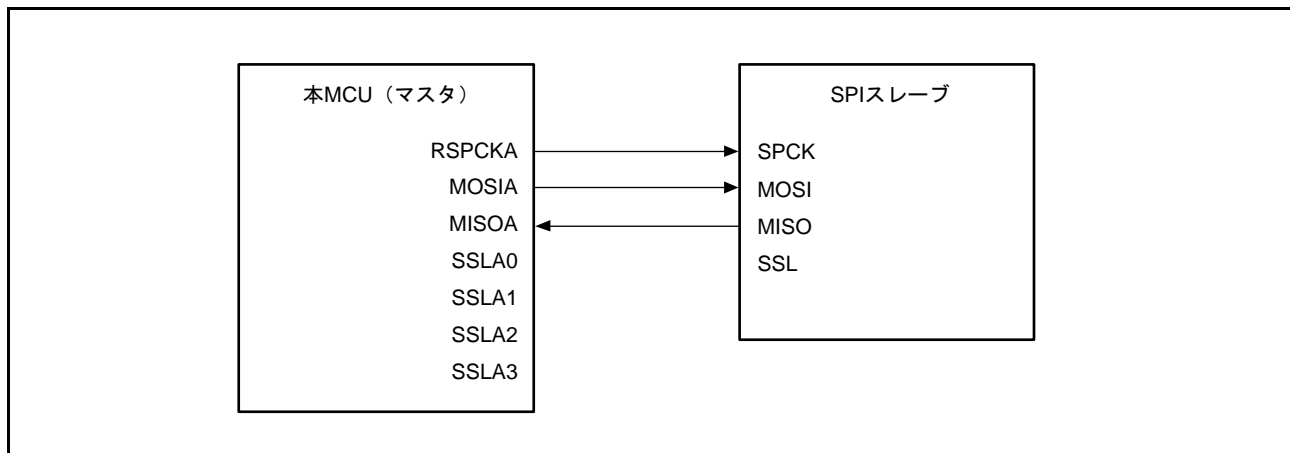 本MCU（マスタ）
RSPCKA
MOSIA
MISOA
SSLA0
SSLA1
SSLA2
SSLA3
SPIスレーブ
SPCK
MOSI
MISO
SSL